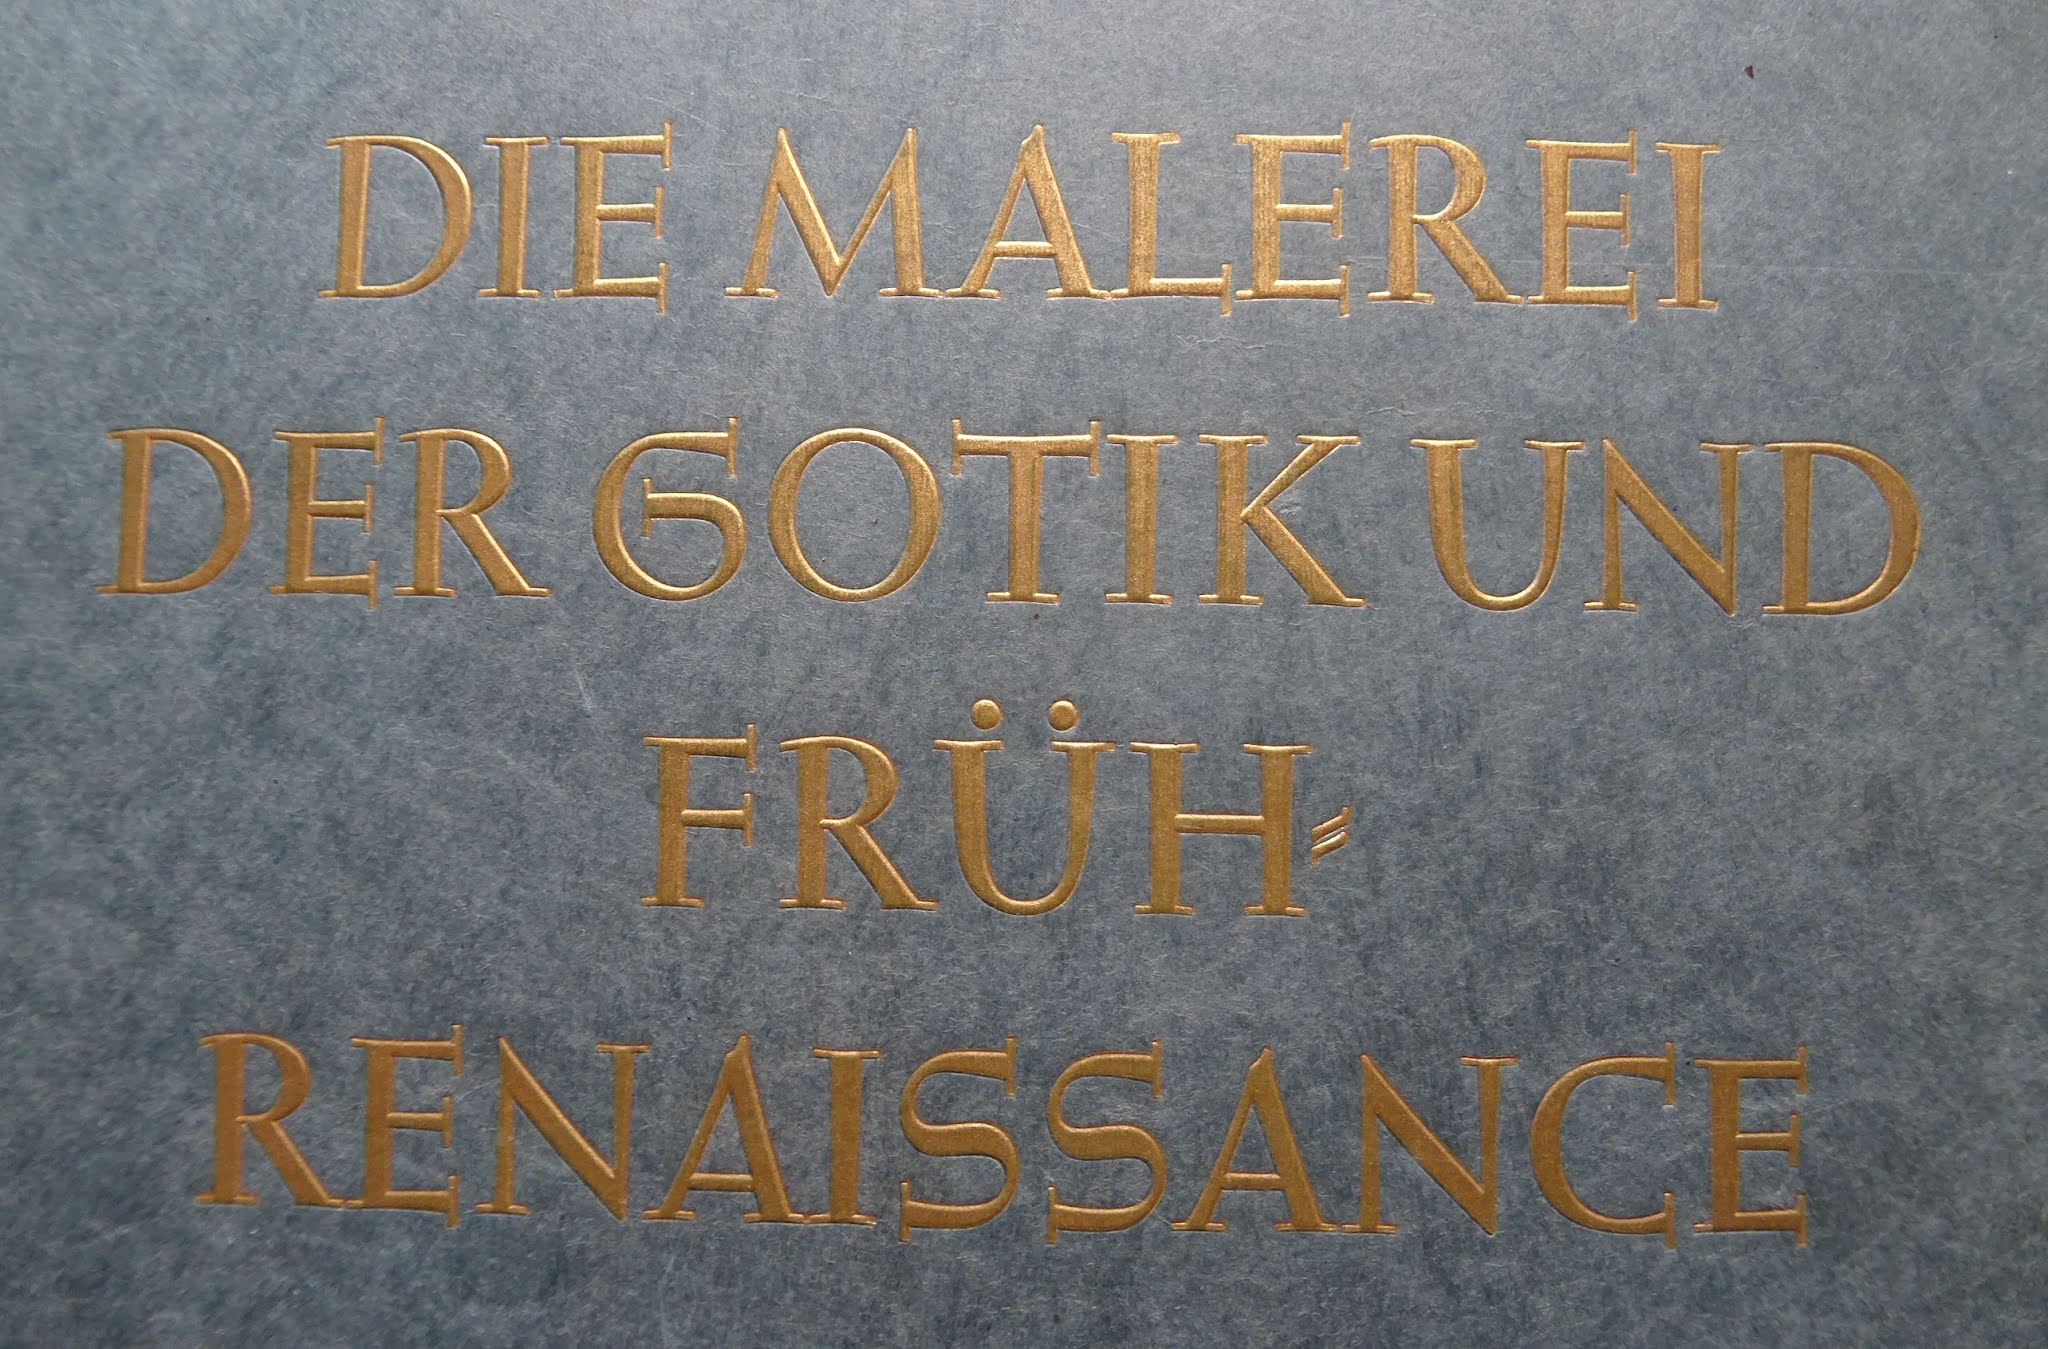 DIE MALEREI
DER GOTIK UND
FRÜH-
RENAISSANCE